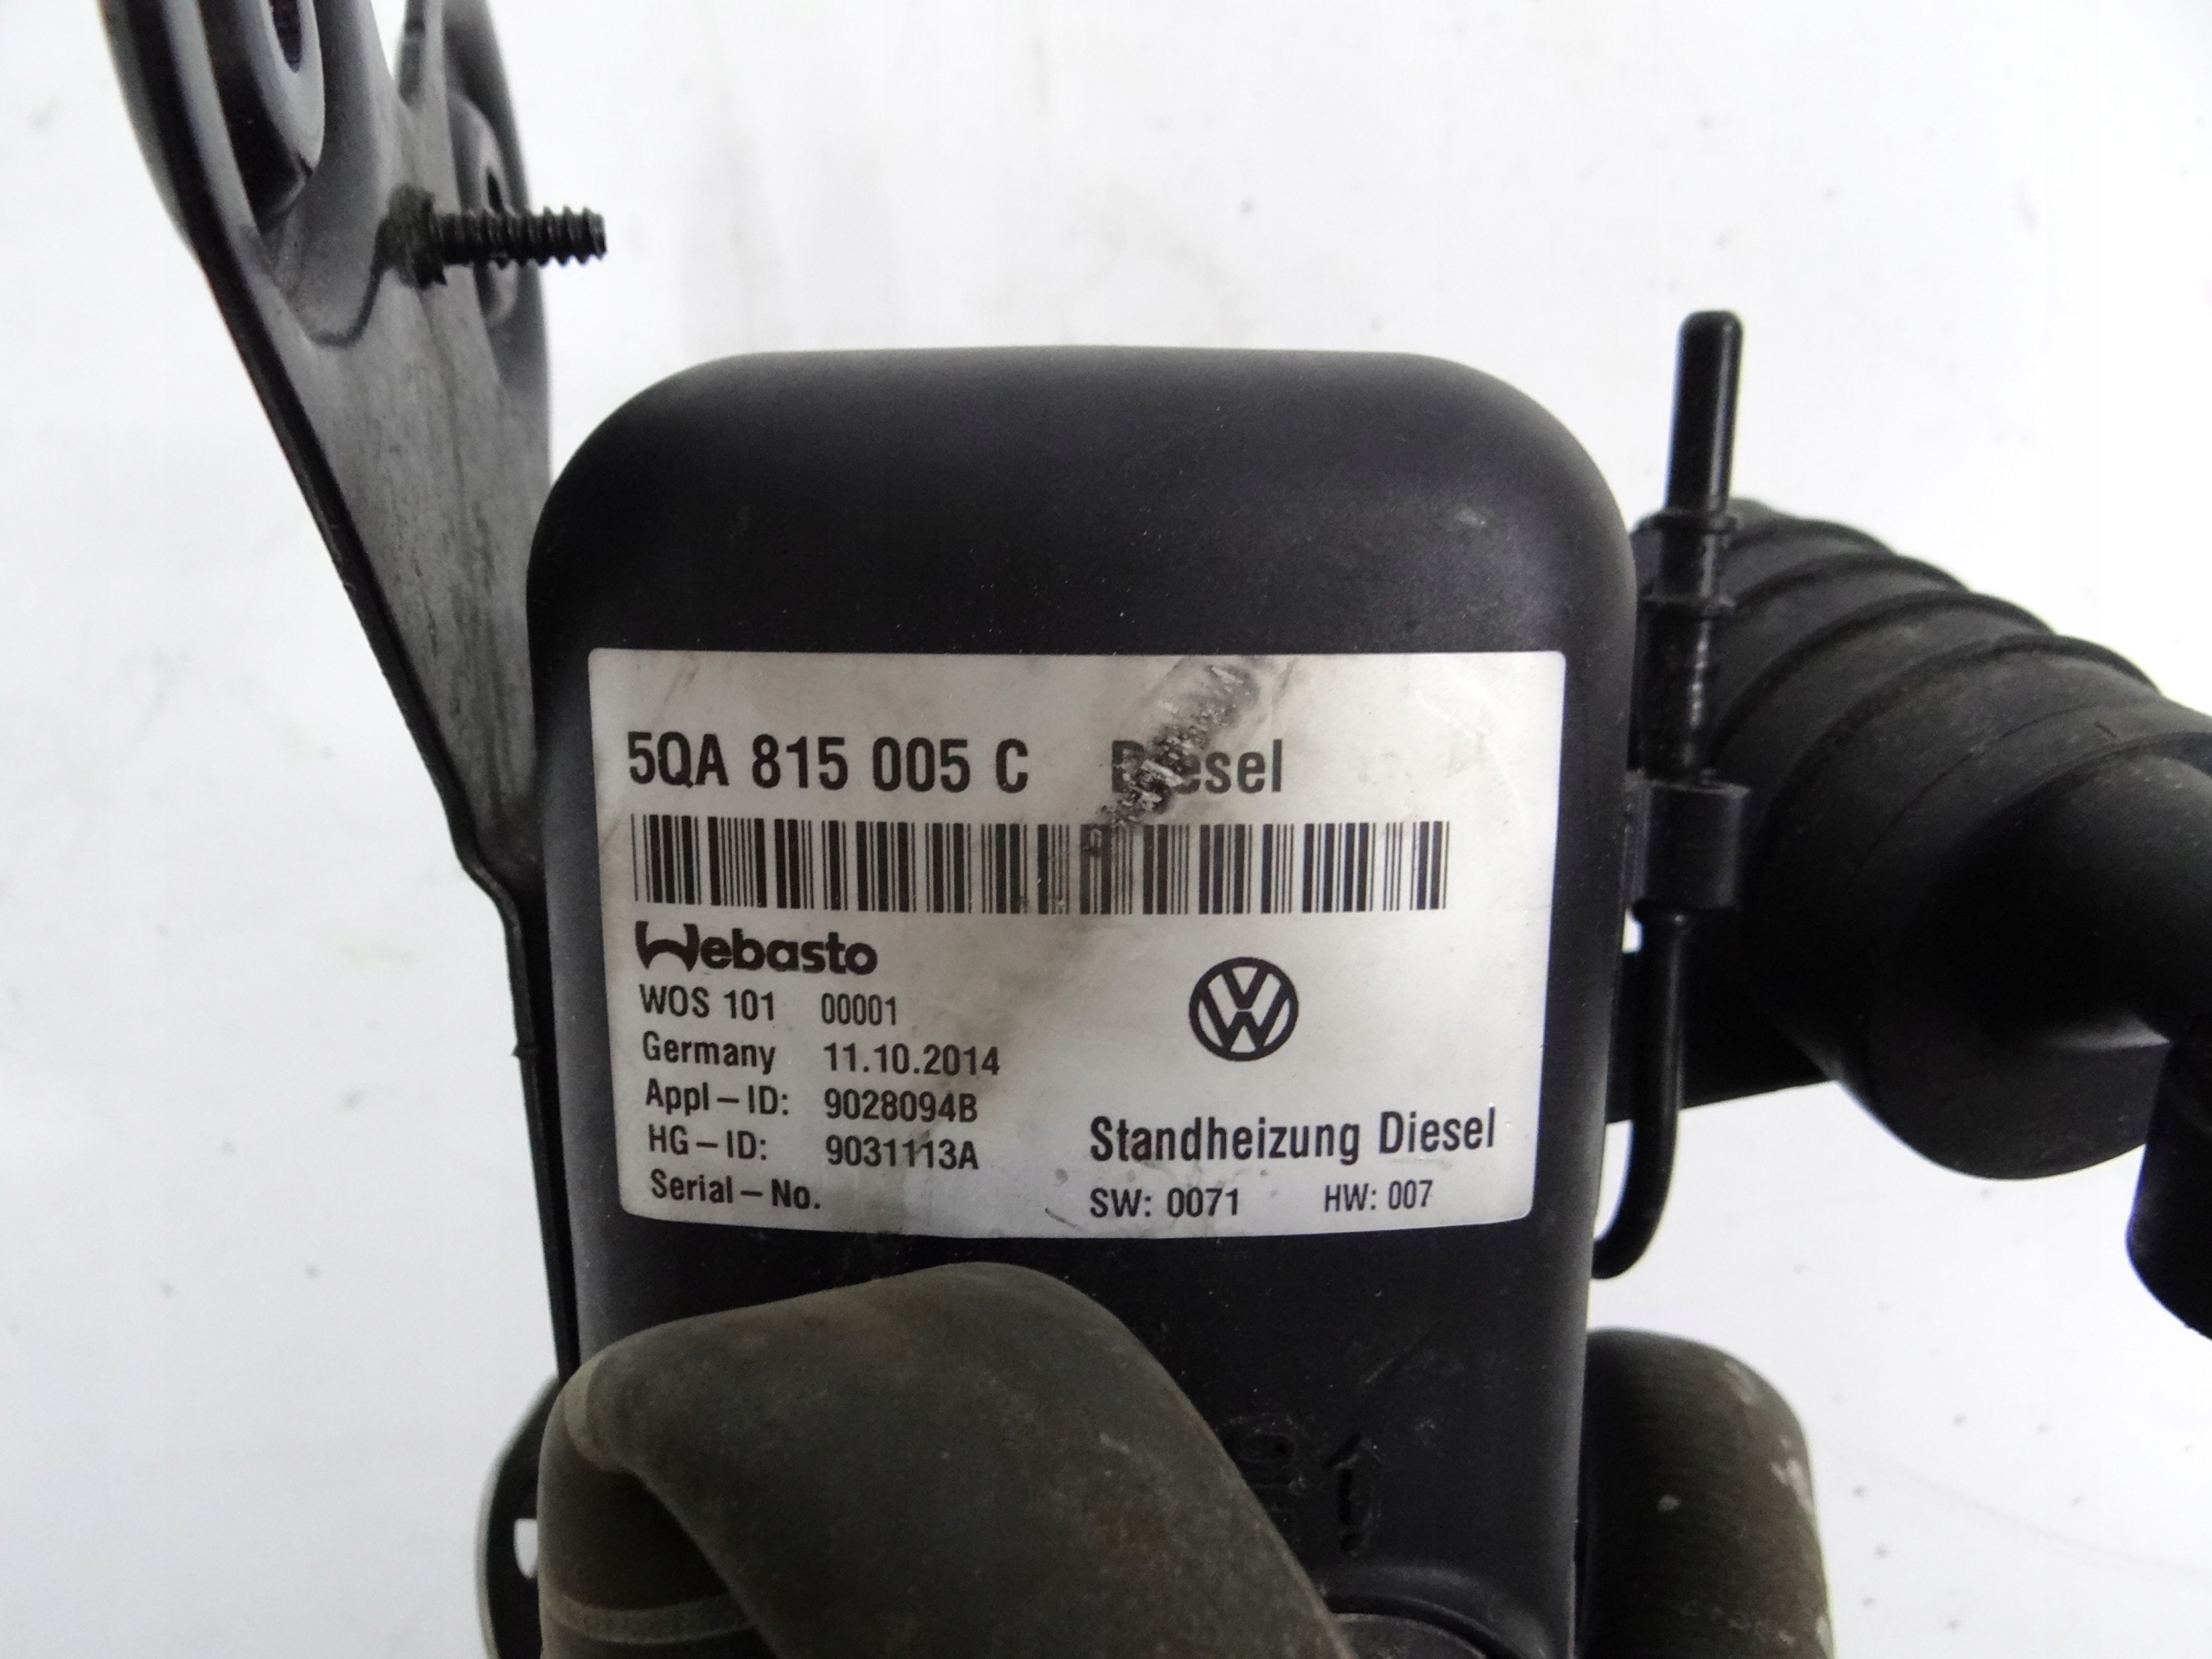 5QA 815 005 C Diesel
Webasto
WOS 101 00001
Germany 11.10.2014
Appl-ID: 9028094B
HG-ID: 9031113A
Serial-No.
VW
Standheizung Diesel
SW: 0071 HW: 007